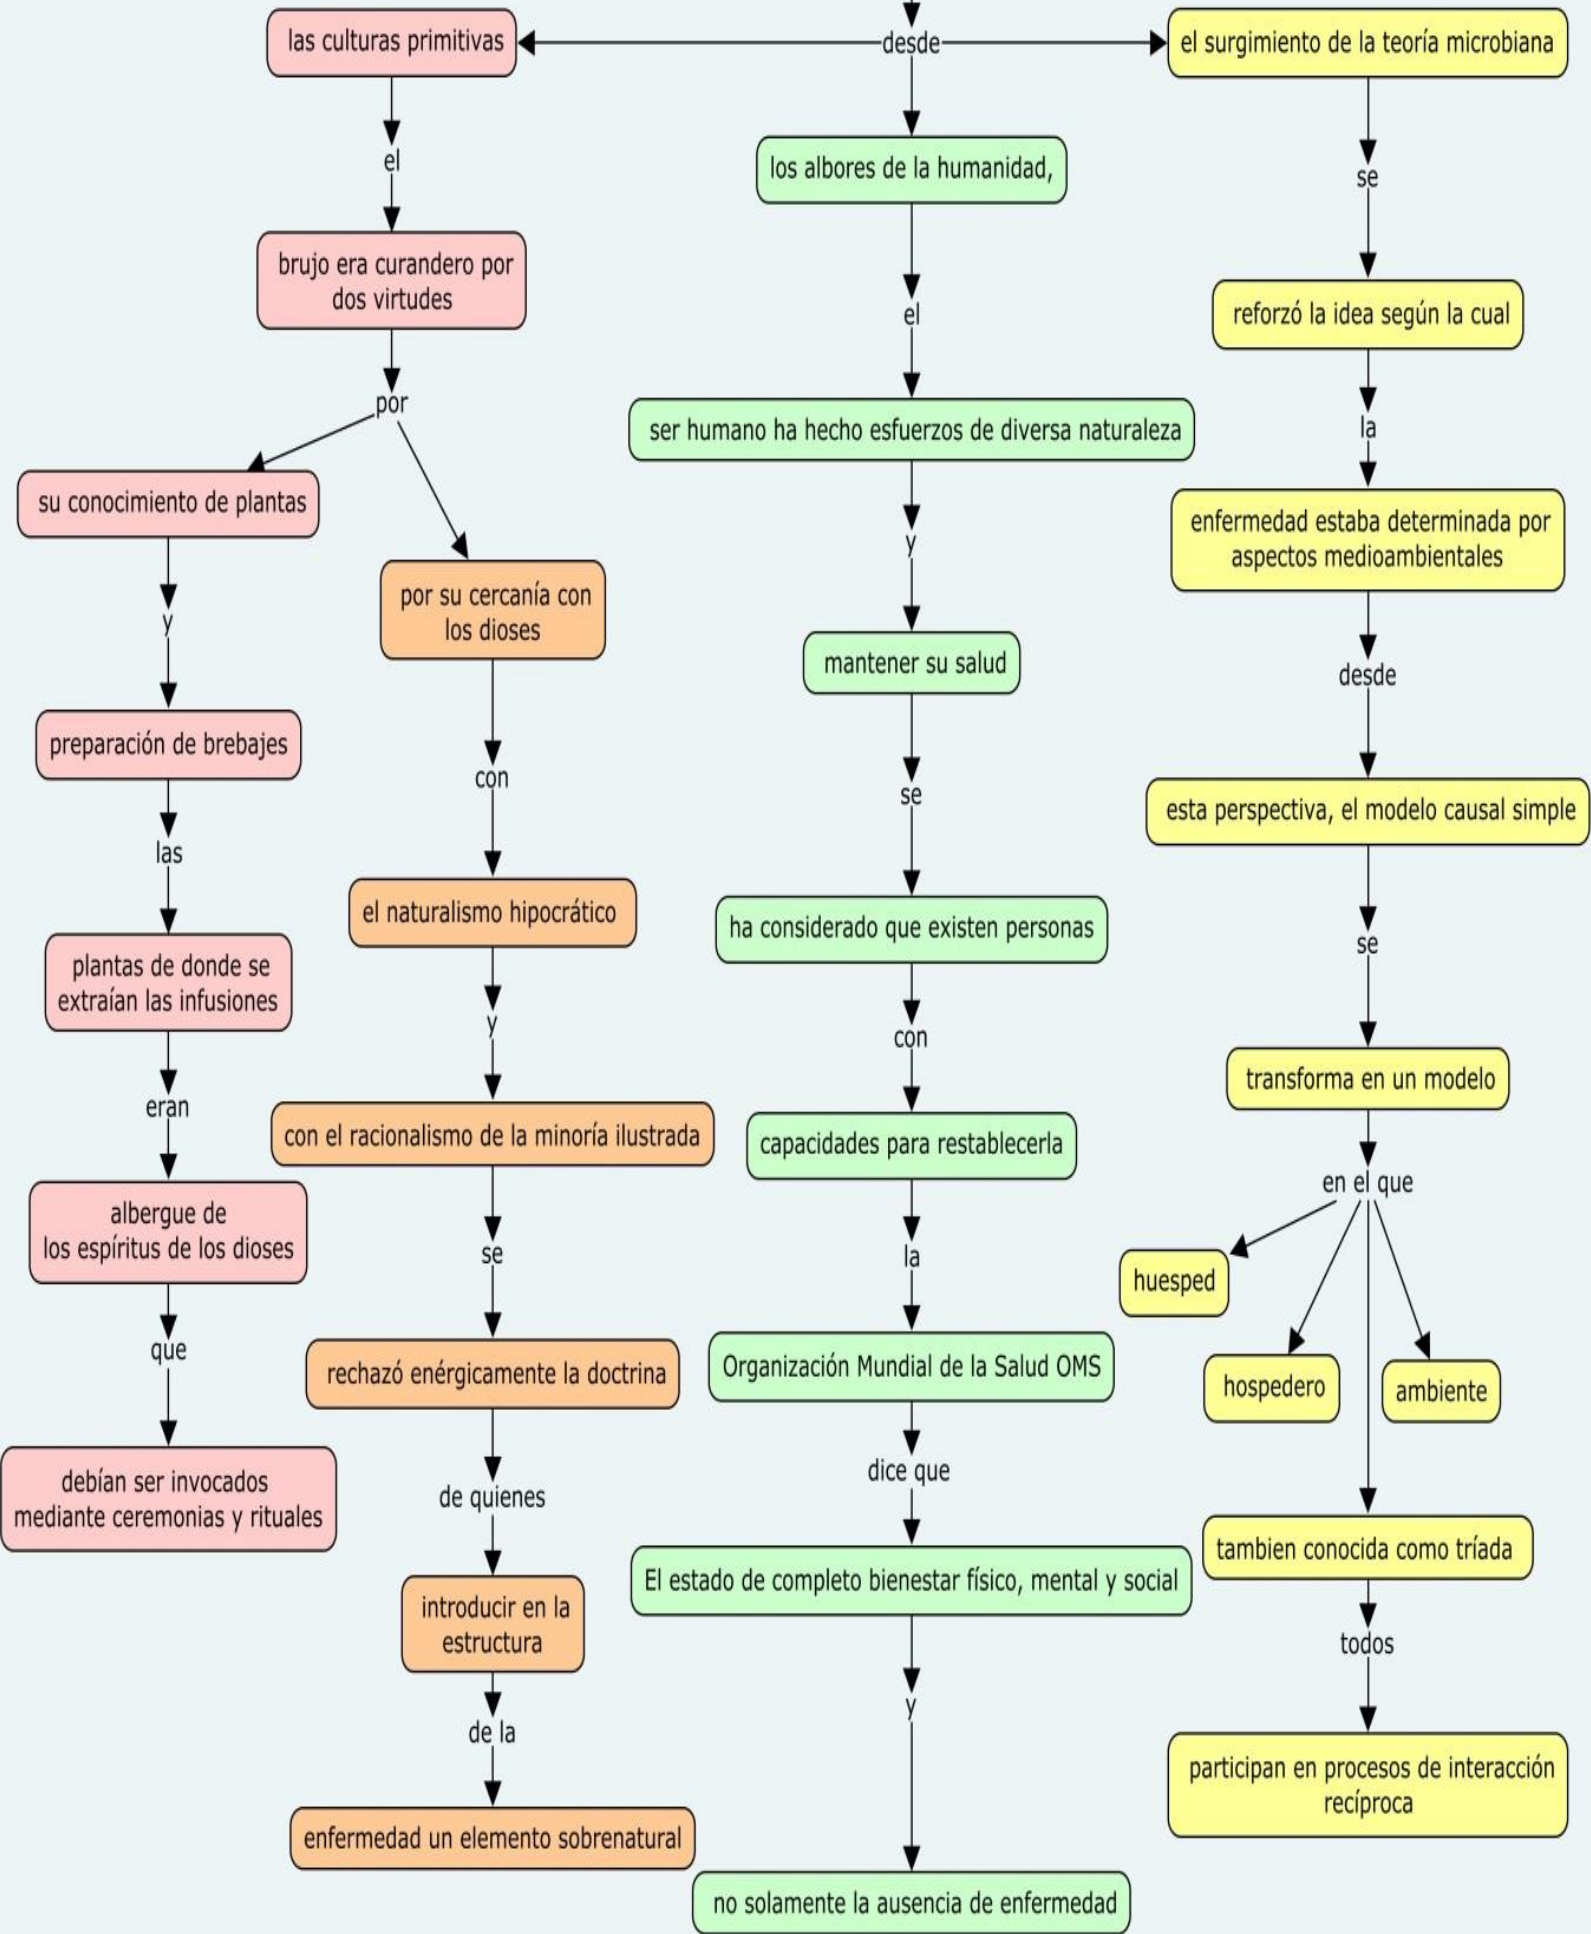 desde
las culturas primitivas
el
brujo era curandero por
dos virtudes
por
su conocimiento de plantas
y
preparación de brebajes
las
plantas de donde se
extraían las infusiones
eran
albergue de
los espíritus de los dioses
que
debían ser invocados
mediante ceremonias y rituales
por su cercanía con
los dioses
con
el naturalismo hipocrático
y
con el racionalismo de la minoría ilustrada
se
rechazó enérgicamente la doctrina
de quienes
introducir en la
estructura
de la
enfermedad un elemento sobrenatural
los albores de la humanidad,
el
ser humano ha hecho esfuerzos de diversa naturaleza
y
mantener su salud
se
ha considerado que existen personas
con
capacidades para restablecerla
la
Organización Mundial de la Salud OMS
dice que
El estado de completo bienestar físico, mental y social
y
no solamente la ausencia de enfermedad
el surgimiento de la teoría microbiana
se
reforzó la idea según la cual
la
enfermedad estaba determinada por
aspectos medioambientales
desde
esta perspectiva, el modelo causal simple
se
transforma en un modelo
en el que
huesped
hospedero
ambiente
tambien conocida como tríada
todos
participan en procesos de interacción
recíproca